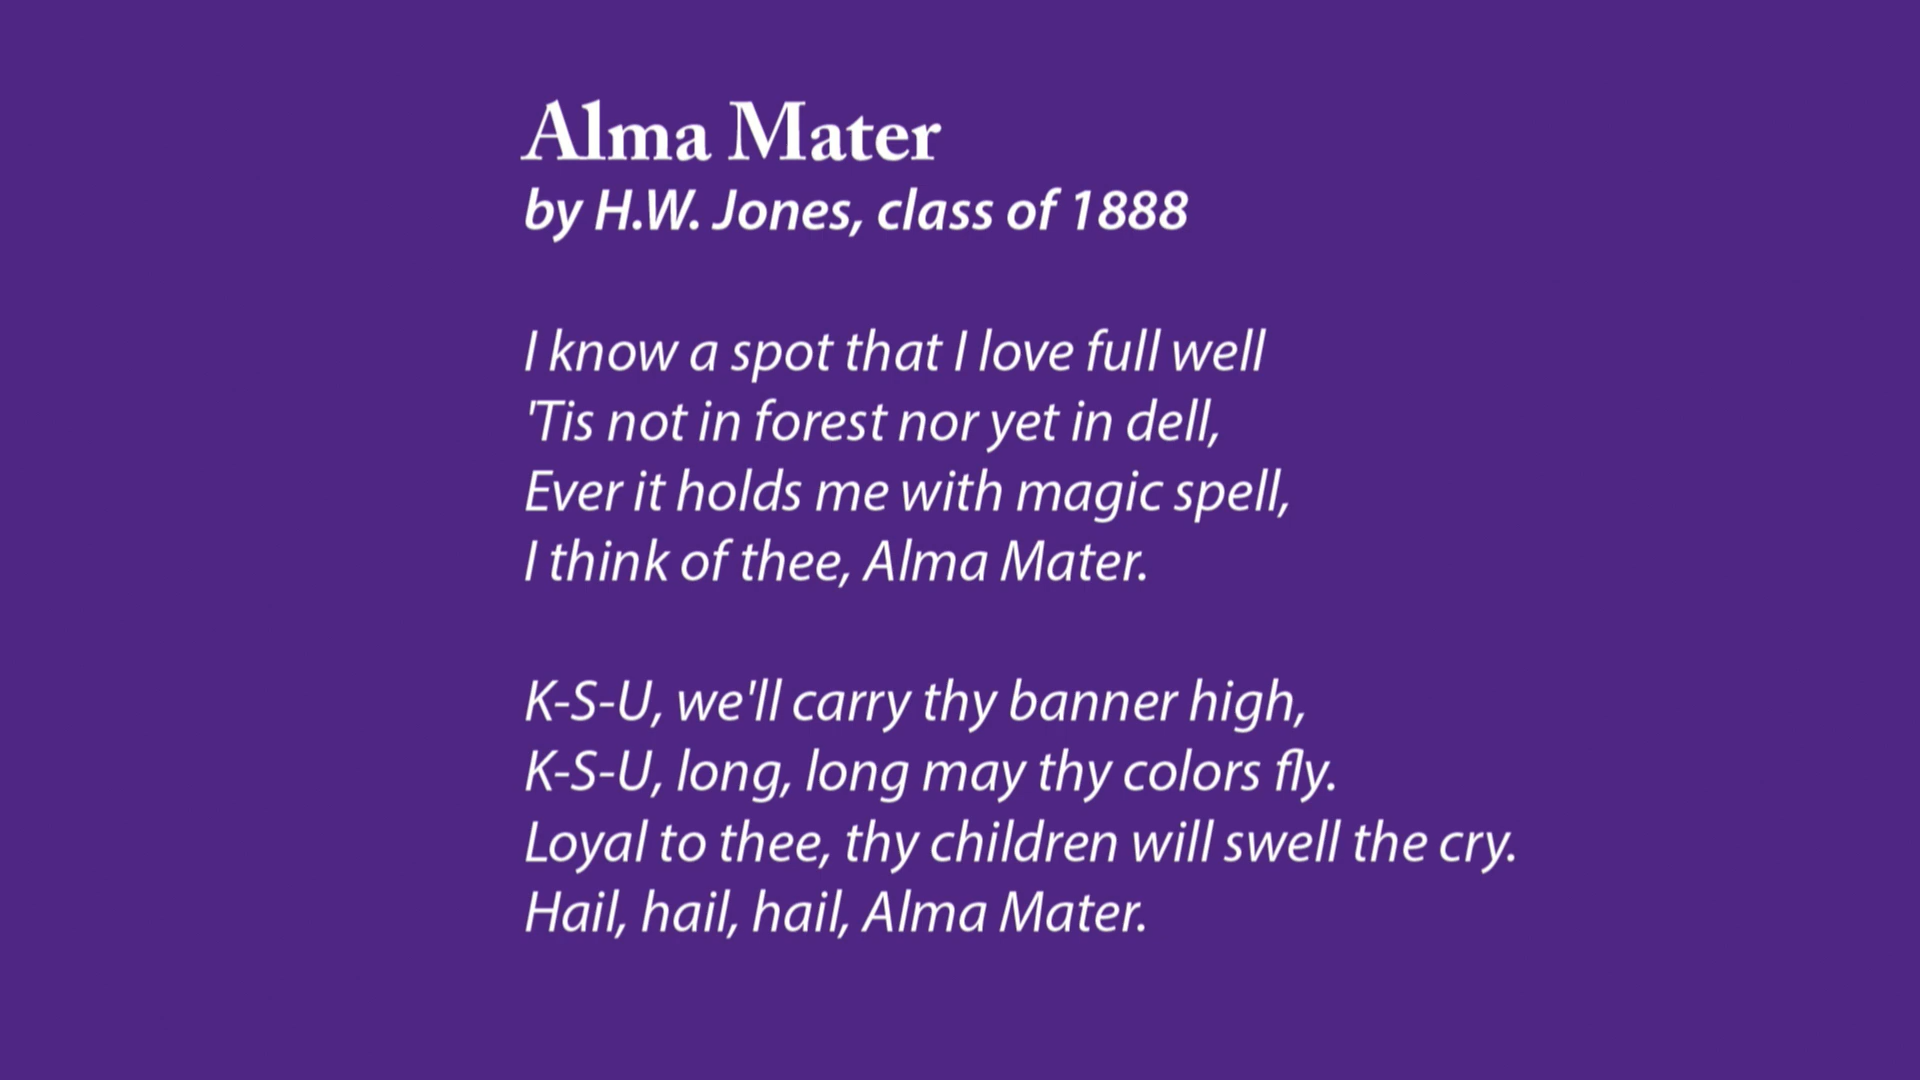 Alma Mater
by H.W. Jones, class of 1888
I know a spot that I love full well
'Tis not in forest nor yet in dell,
Ever it holds me with magic spell,
I think of thee, Alma Mater.
K-S-U, we'll carry thy banner high,
K-S-U, long, long may thy colors fly.
Loyal to thee, thy children will swell the cry.
Hail, hail, hail, Alma Mater.